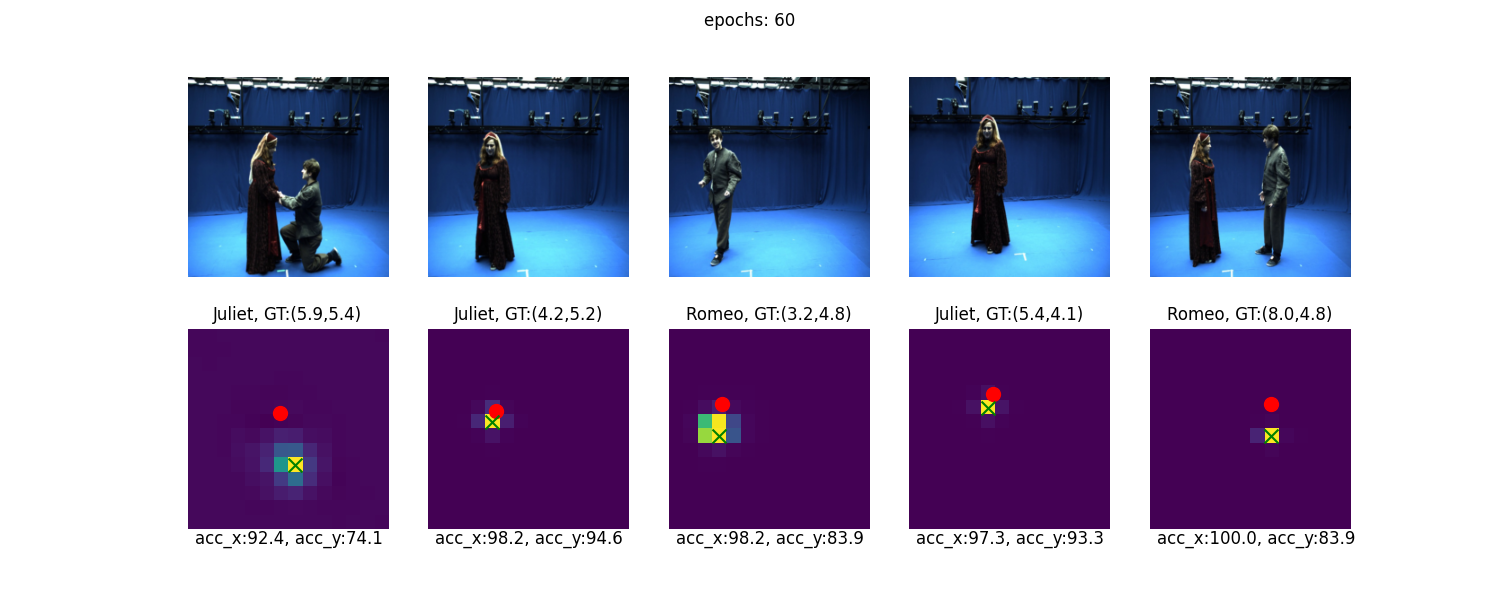 epochs: 60
Juliet, GT:(5.9,5.4)
Juliet, GT:(4.2,5.2)
Romeo, GT:(3.2,4.8)
Juliet, GT:(5.4,4.1)
Romeo, GT:(8.0,4.8)
acc_x:92.4, acc_y:74.1
acc_x:98.2, acc_y:94.6
acc_x:98.2, acc_y:83.9
acc_x:97.3, acc_y:93.3
acc_x:100.0, acc_y:83.9